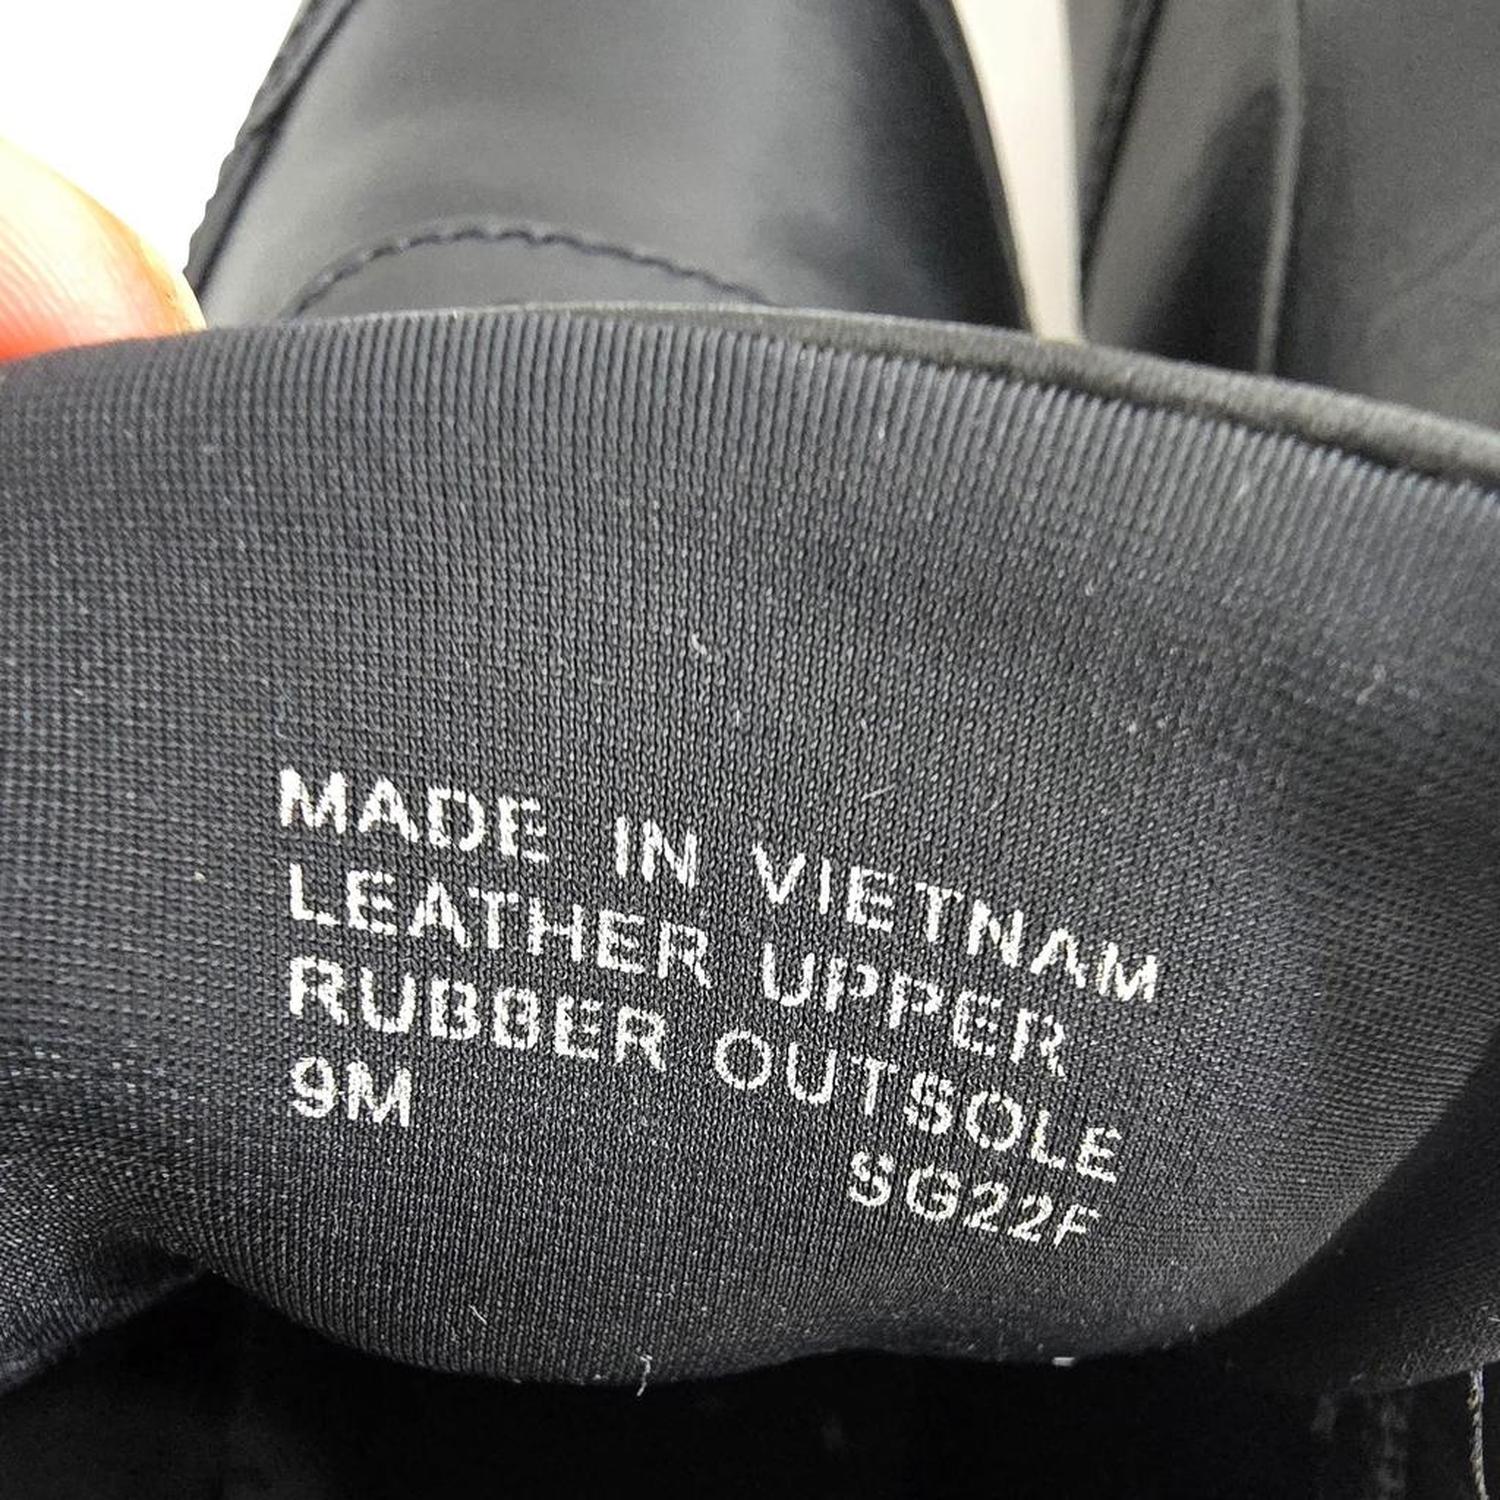 MADE IN VIETNAM
LEATHER UPPER
RUBBER OUTSOLE
9M
SG22F